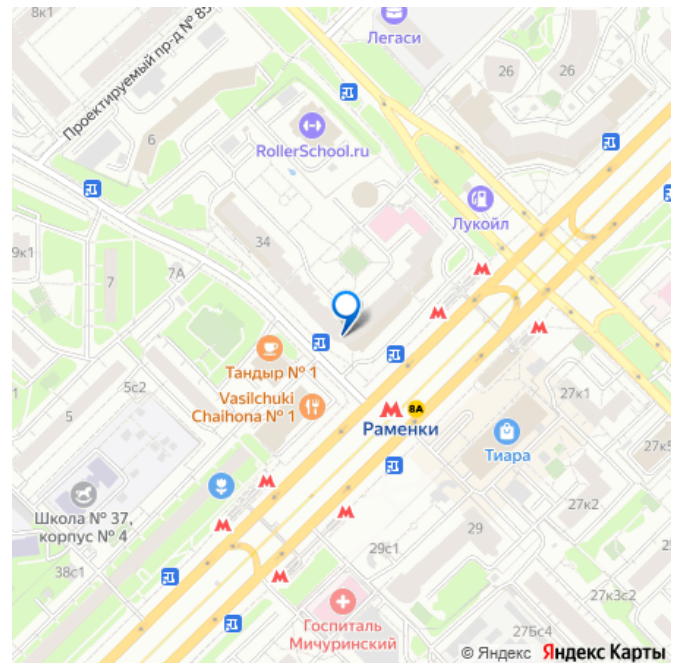 8к1
Легаси
Проектируемый пр-д № 85
26
26
6
RollerSchool.ru
Лукойл
34
9к1
7А
7
М
М
М
Тандыр № 1
5с2
Vasilchuki
Chaihona № 1
5
М 8А
Раменки
27к1
Тиара
27к5
М
М
М
Школа № 37,
корпус № 4
27к2
29
29с1
38с1
М
27к3с2
Госпиталь
Мичуринский
27Бс4
© Яндекс Яндекс Карты